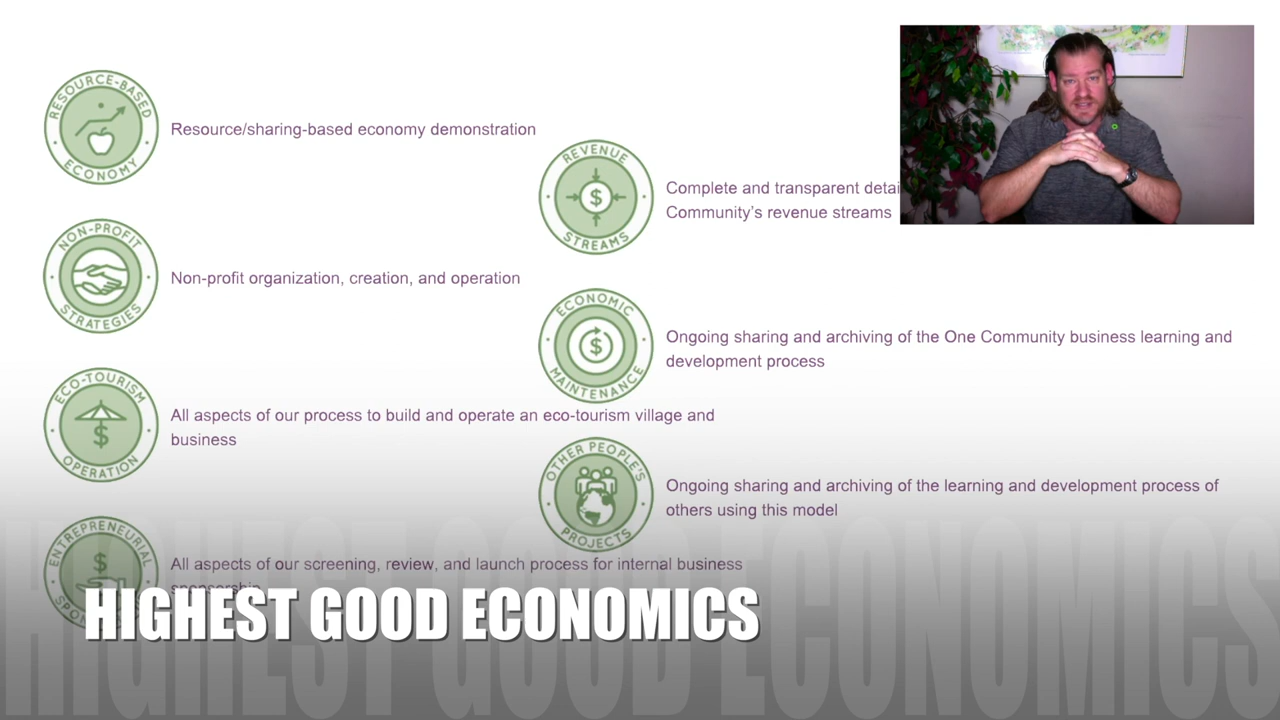 RESOURCE-BASED
ECONOMY
Resource/sharing-based economy demonstration
REVENUE
$
STREAMS
Complete and transparent detai
Community's revenue streams
NON-PROFIT
STRATEGIES
Non-profit organization, creation, and operation
ECONOMIC
$
MAINTENANCE
Ongoing sharing and archiving of the One Community business learning and
development process
ECO-TOURISM
$
OPERATION
All aspects of our process to build and operate an eco-tourism village and
business
OTHER PEOPLE'S
PROJECTS
Ongoing sharing and archiving of the learning and development process of
others using this model
ENTREPRENEURIAL
$
All aspects of our screening, review, and launch process for internal business
sponsorship
HIGHEST GOOD ECONOMICS
HIGHEST GOOD ECONOMICS